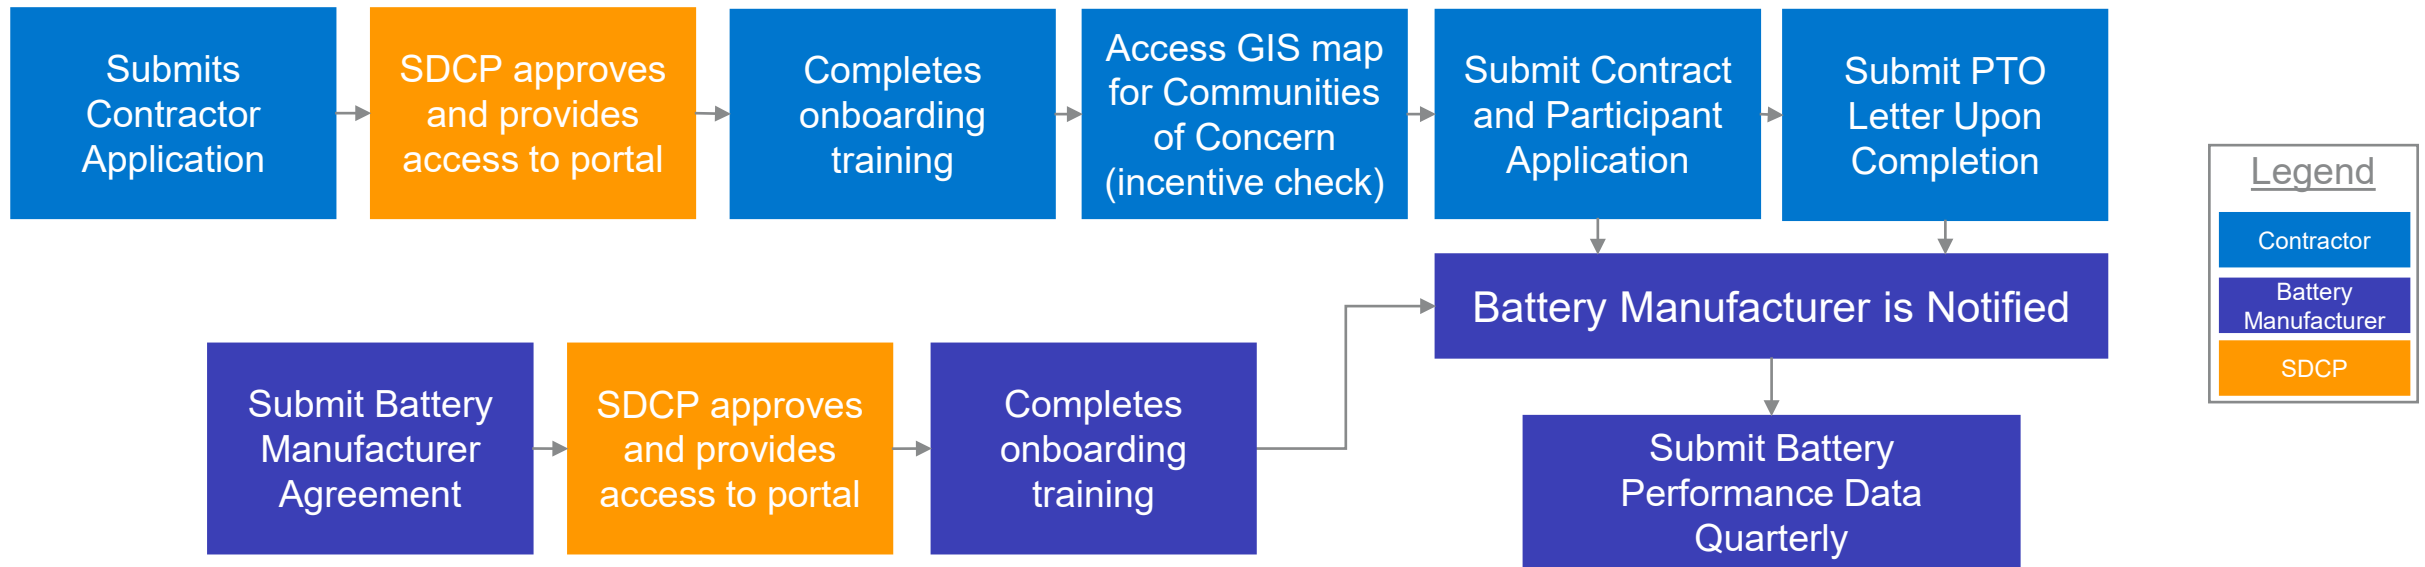 Submits
Contractor
Application
SDCP approves
and provides
access to portal
Completes
onboarding
training
Access GIS map
for Communities
of Concern
(incentive check)
Submit Contract
and Participant
Application
Submit PTO
Letter Upon
Completion
Legend
Contractor
Battery
Manufacturer
SDCP
Battery Manufacturer is Notified
Submit Battery
Manufacturer
Agreement
SDCP approves
and provides
access to portal
Completes
onboarding
training
Submit Battery
Performance Data
Quarterly